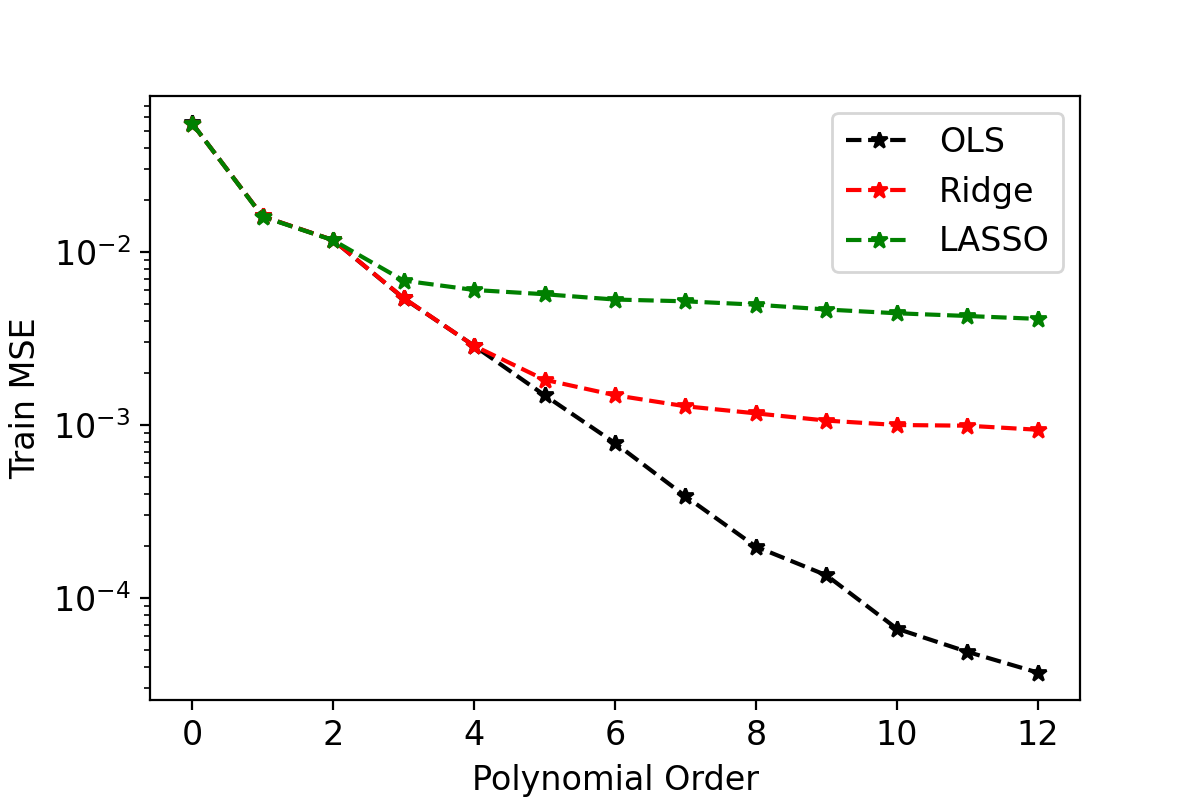 OLS
Ridge
LASSO
10⁻²
10⁻³
10⁻⁴
Train MSE
0 2 4 6 8 10 12
Polynomial Order